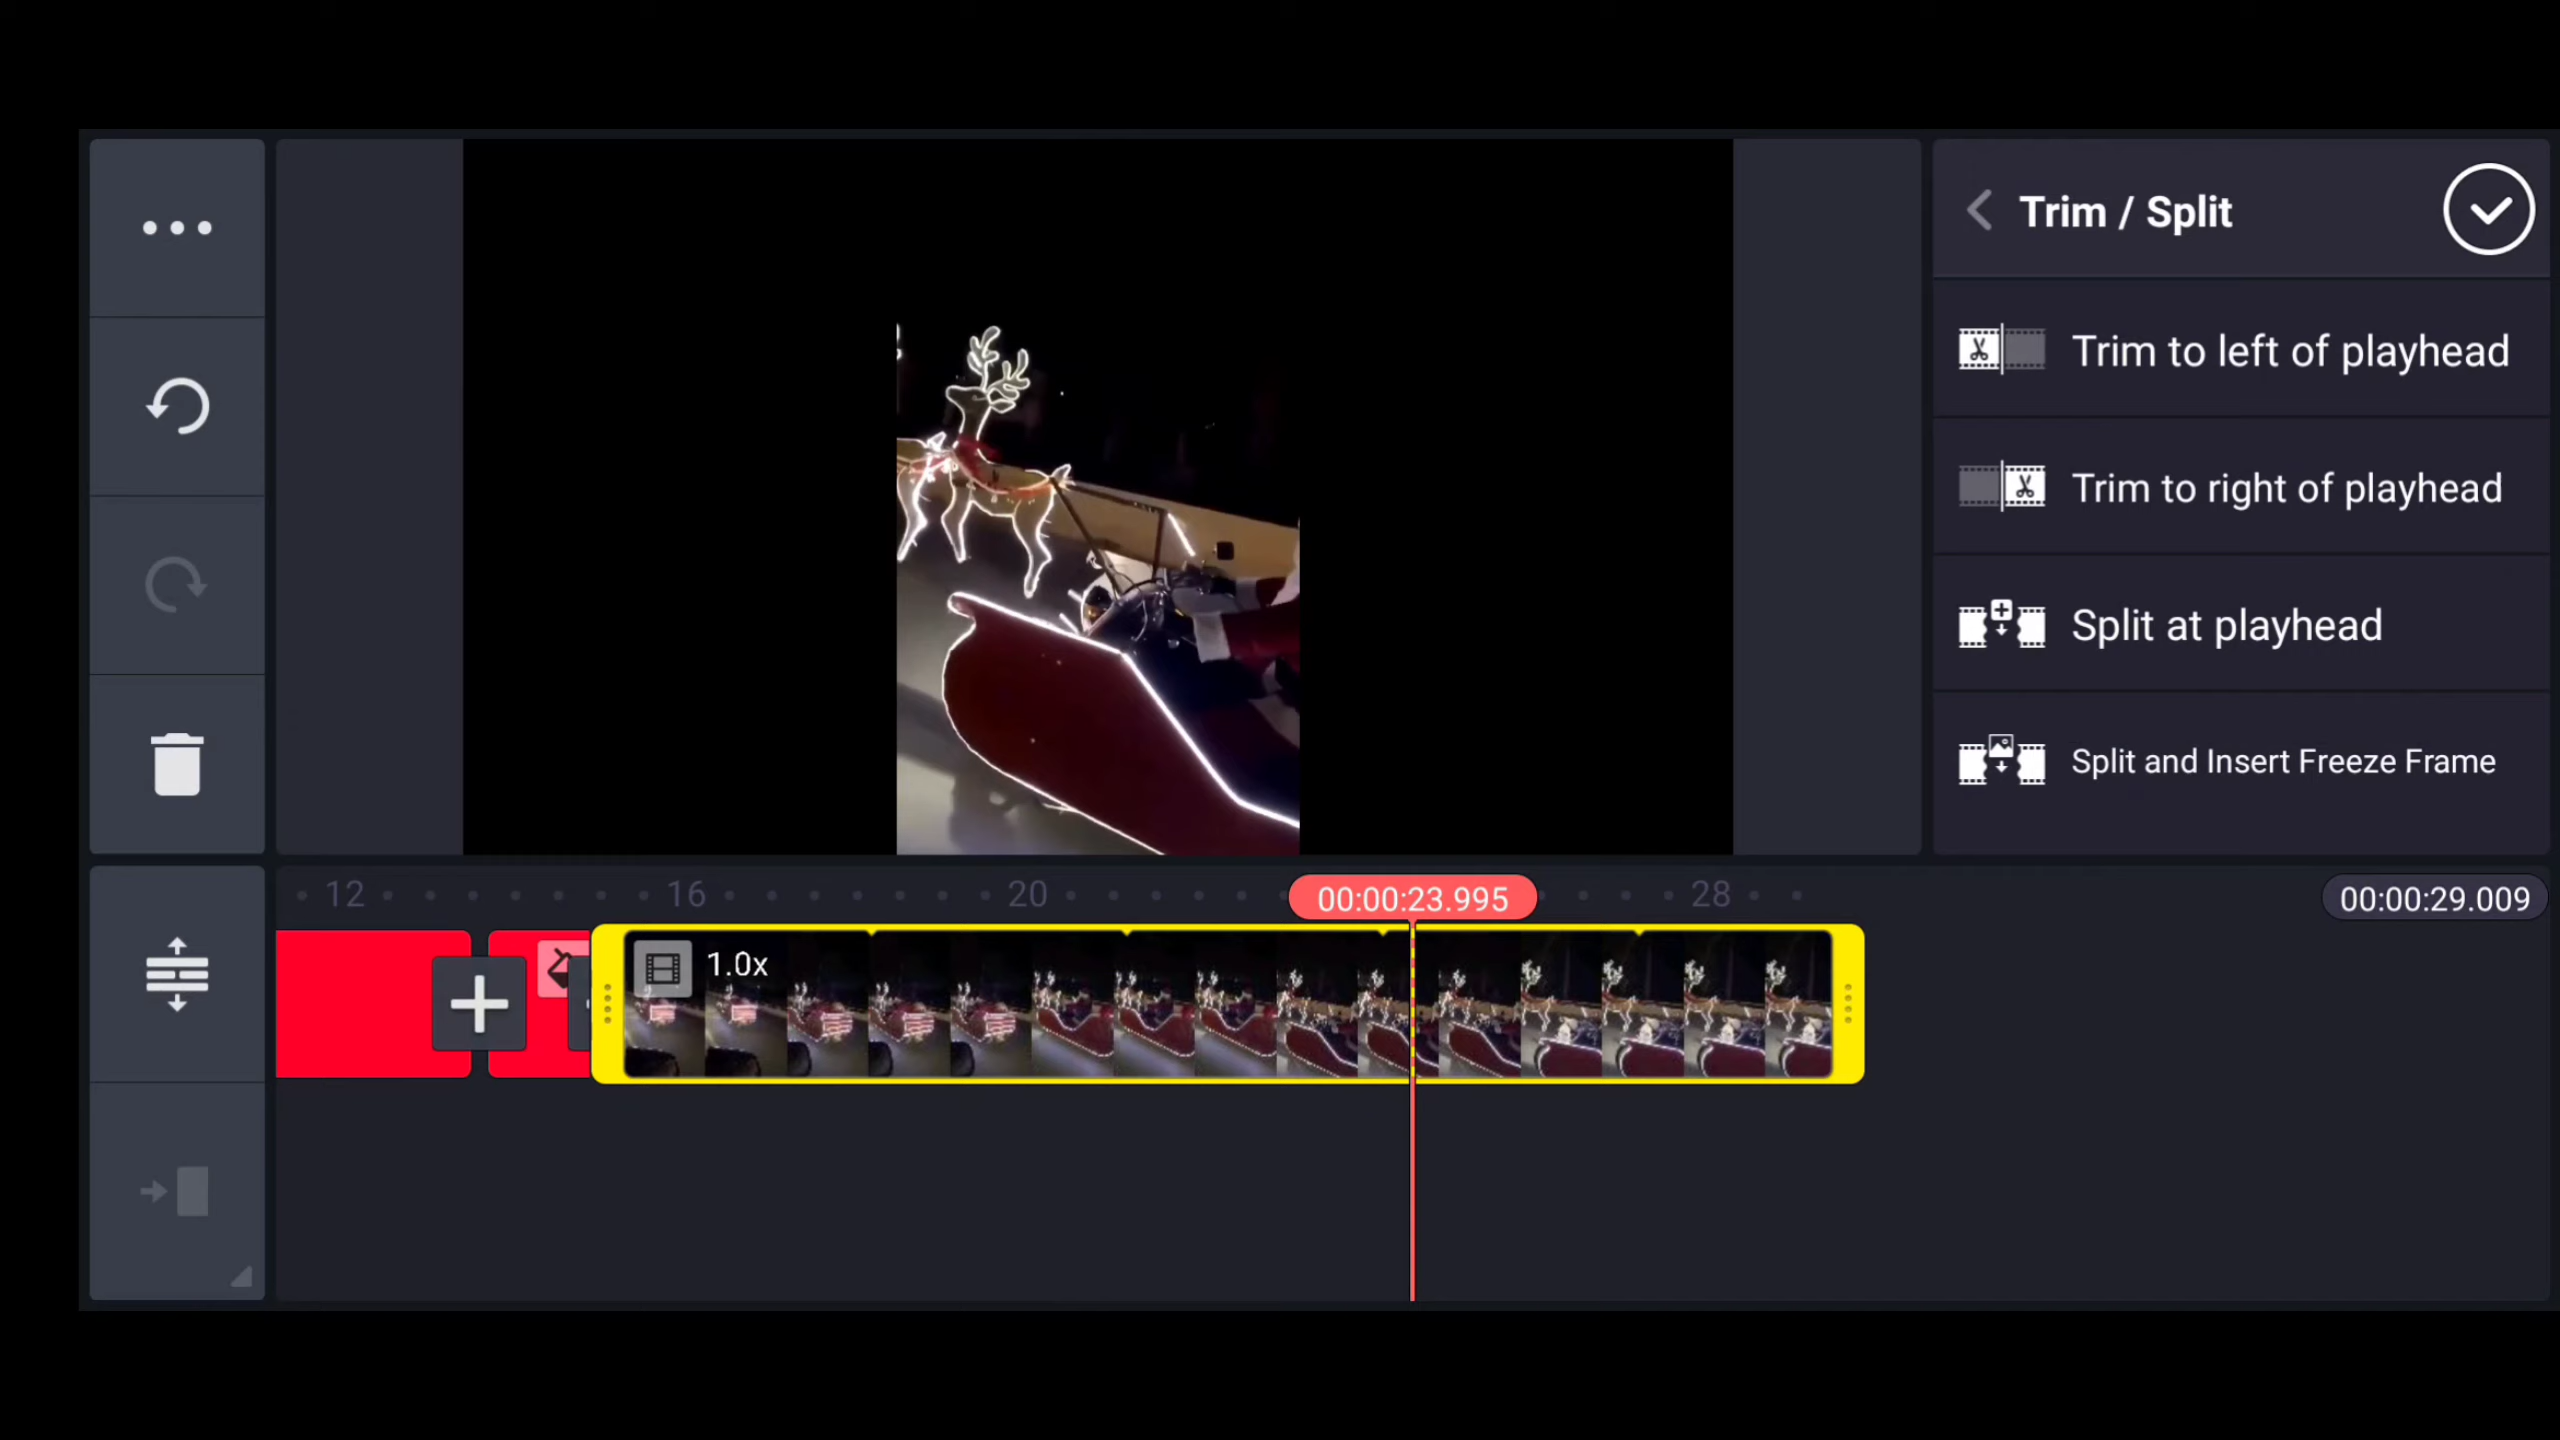 Trim / Split
Trim to left of playhead
Trim to right of playhead
Split at playhead
Split and Insert Freeze Frame
12
16
20
00:00:23.995
28
00:00:29.009
1.0x